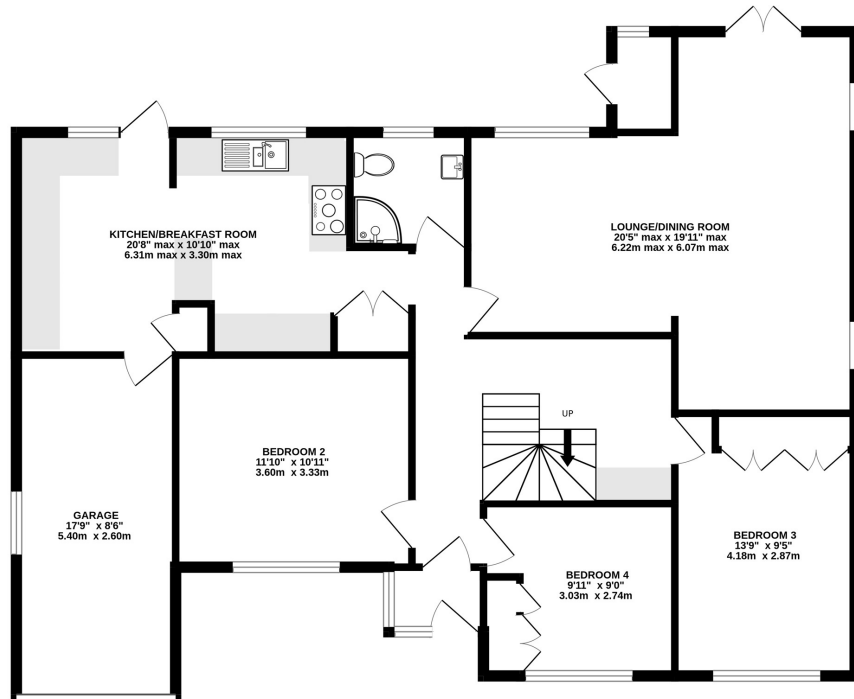 KITCHEN/BREAKFAST ROOM
20'8" max x 10'10" max
6.31m max x 3.30m max
LOUNGE/DINING ROOM
20'5" max x 19'11" max
6.22m max x 6.07m max
UP
BEDROOM 2
11'10" x 10'11"
3.60m x 3.33m
GARAGE
17'9" x 8'6"
5.40m x 2.60m
BEDROOM 3
13'9" x 9'5"
4.18m x 2.87m
BEDROOM 4
9'11" x 9'0"
3.03m x 2.74m